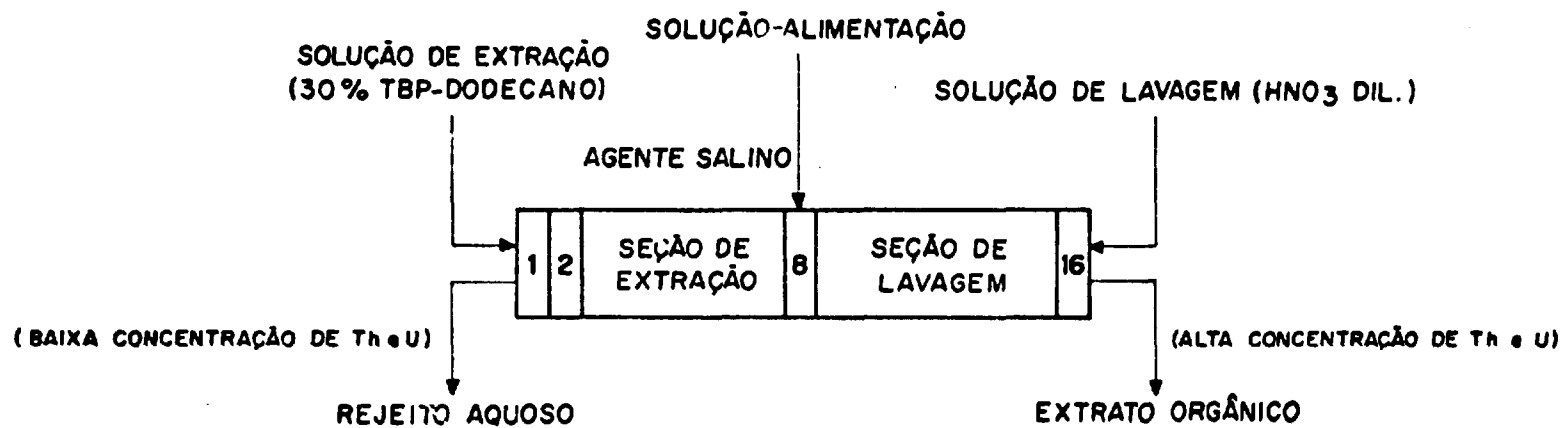 SOLUÇÃO-ALIMENTAÇÃO
SOLUÇÃO DE EXTRAÇÃO
(30% TBP-DODECANO)
SOLUÇÃO DE LAVAGEM (HNO3 DIL.)
AGENTE SALINO
1
2
SEÇÃO DE
EXTRAÇÃO
8
SEÇÃO DE
LAVAGEM
16
(BAIXA CONCENTRAÇÃO DE Th e U)
(ALTA CONCENTRAÇÃO DE Th e U)
REJEITO AQUOSO
EXTRATO ORGÂNICO